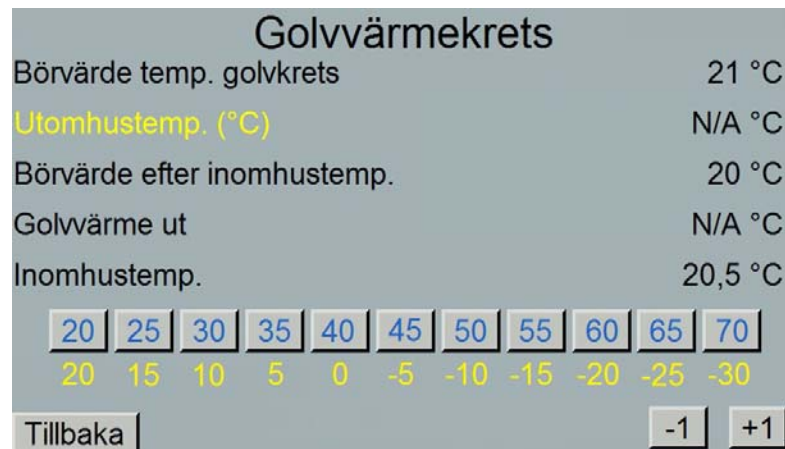 Golvvärmekrets
Börvärde temp. golvkrets 21 °C
Utomhustemp. (°C) N/A °C
Börvärde efter inomhustemp. 20 °C
Golvvärme ut N/A °C
Inomhustemp. 20,5 °C
20 25 30 35 40 45 50 55 60 65 70
20 15 10 5 0 -5 -10 -15 -20 -25 -30
Tillbaka -1 +1